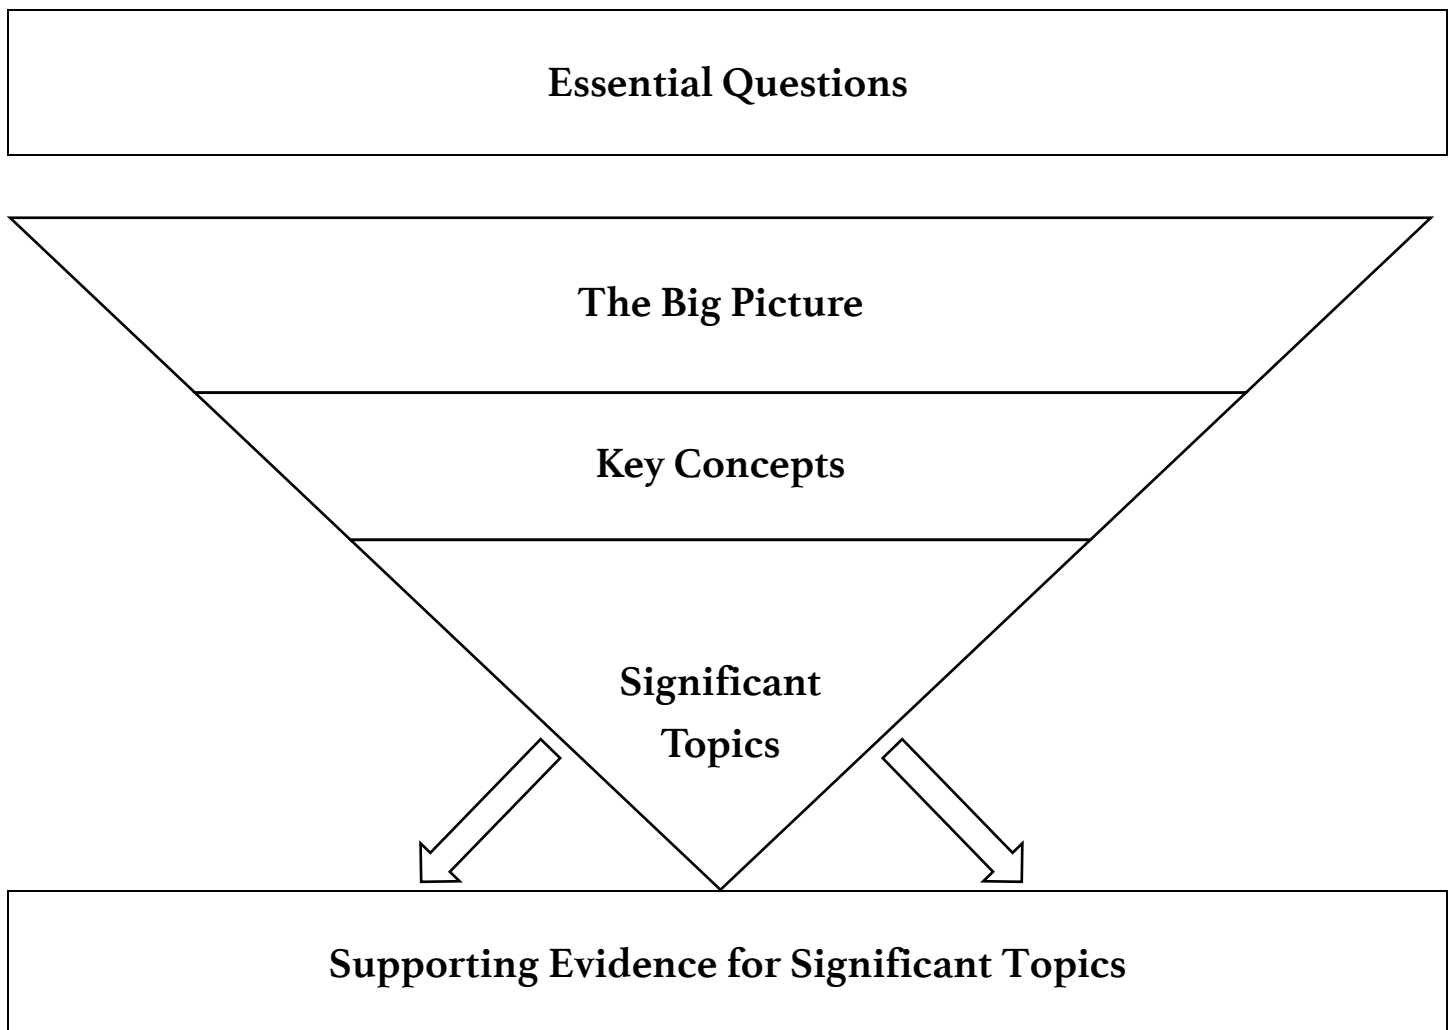 Essential Questions
The Big Picture
Key Concepts
Significant
Topics
Supporting Evidence for Significant Topics